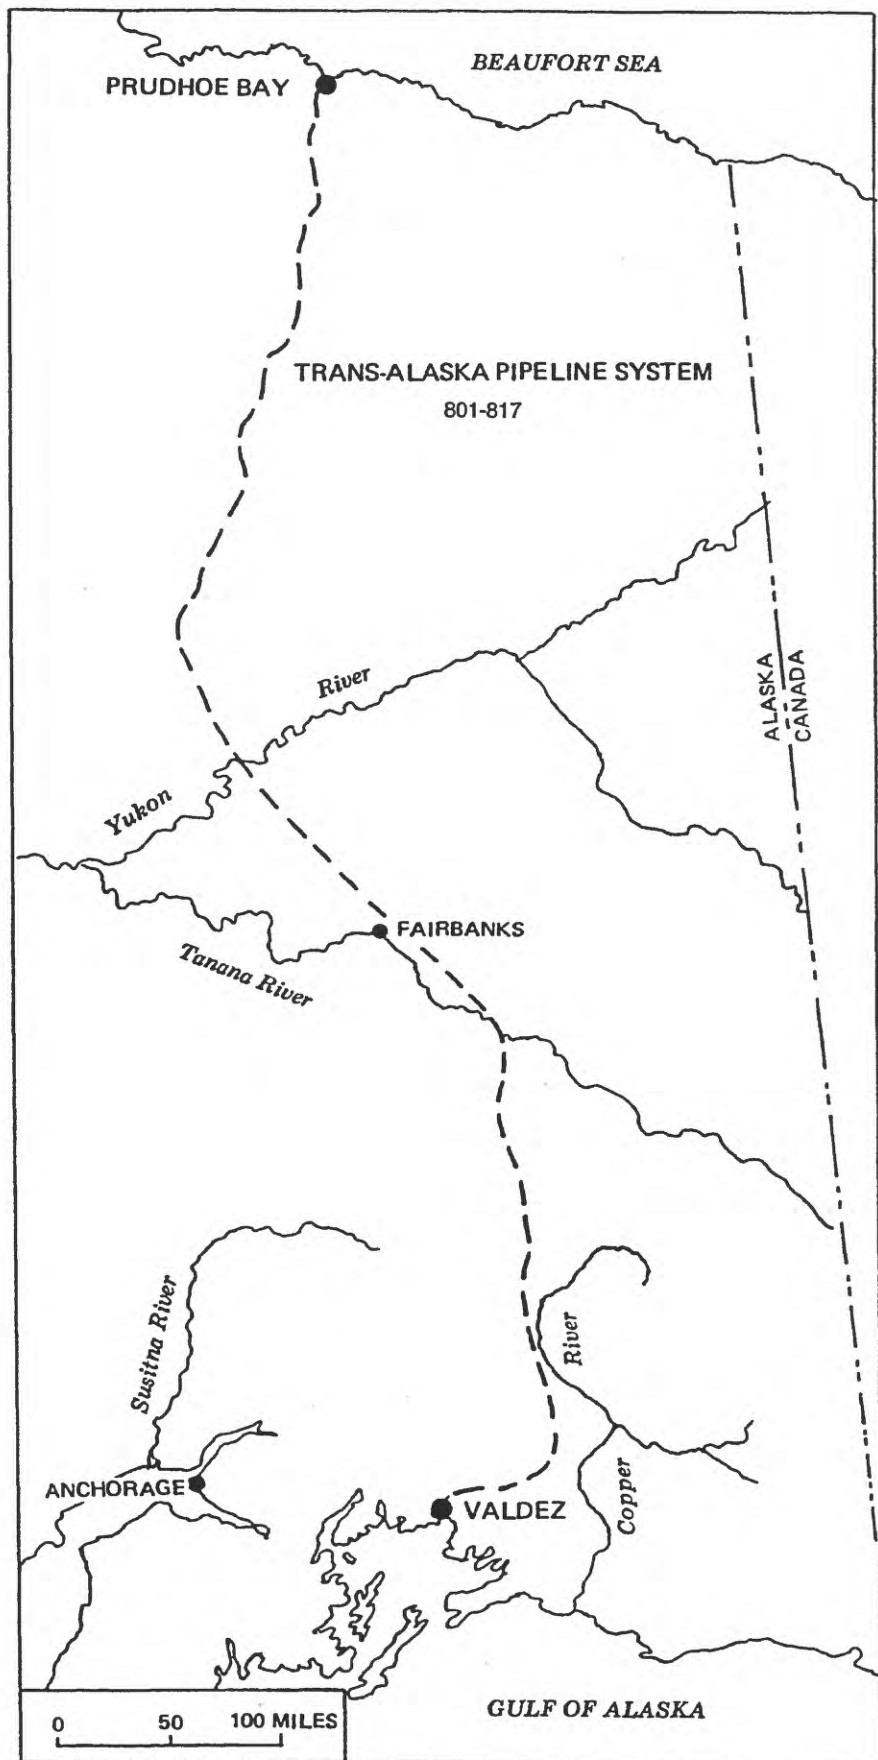 BEAUFORT SEA
PRUDHOE BAY
TRANS-ALASKA PIPELINE SYSTEM
801-817
River
ALASKA
CANADA
Yukon
FAIRBANKS
Tanana River
Susitna River
River
ANCHORAGE
Copper
VALDEZ
GULF OF ALASKA
0 50 100 MILES